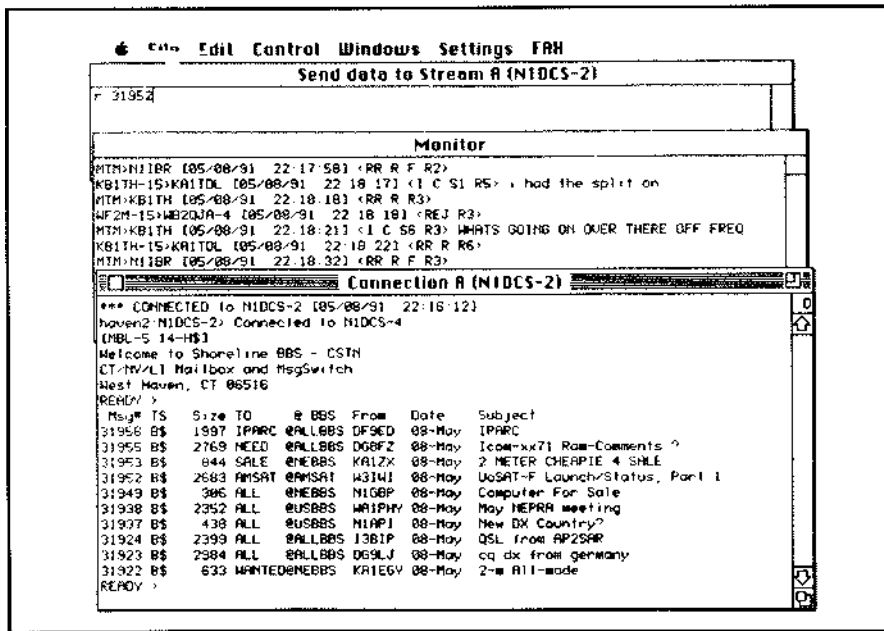 File Edit Control Windows Settings FAX
Send data to Stream A (N1DCS-2)
r 31952
Monitor
MTM>N1IBR [05/08/91 22:17:58] <RR R F R2>
KB1TH-15>KA1TDL [05/08/91 22:18:17] <I C S1 R5> i had the split on
MTM>KB1TH [05/08/91 22:18:18] <RR R R3>
WF2M-15>WB2QJA-4 [05/08/91 22:18:18] <REJ R3>
MTM>KB1TH [05/08/91 22:18:21] <I C S6 R3> WHATS GOING ON OVER THERE OFF FREQ
KB1TH-15>KA1TDL [05/08/91 22:18:22] <RR R R6>
MTM>N1IBR [05/08/91 22:18:32] <RR R F R3>
Connection A (N1DCS-2)
*** CONNECTED to N1DCS-2 [05/08/91 22:16:12]
haven2:N1DCS-2> Connected to N1DCS-4
[MBL-5.14-H$]
Welcome to Shoreline BBS - CSTN
CT/NY/LI Mailbox and MsgSwitch
West Haven, CT 06516
READY >
Msg# TS Size TO @ BBS From Date Subject
31956 B$ 1997 IPARC @ALLBBS DF9ED 08-May IPARC
31955 B$ 2769 NEED @ALLBBS DG8FZ 08-May Icom-xx71 Ram-Comments ?
31953 B$ 844 SALE @NEBBS KA1ZX 08-May 2 METER CHEAPIE 4 SALE
31952 B$ 2683 AMSAT @AMSAT W3IWI 08-May UoSAT-F Launch/Status, Part 1
31949 B$ 306 ALL @NEBBS N1GBP 08-May Computer For Sale
31938 B$ 2352 ALL @USBBS WA1PHY 08-May May NEPRA meeting
31937 B$ 438 ALL @USBBS N1API 08-May New DX Country?
31924 B$ 2399 ALL @ALLBBS I3BIP 08-May QSL from AP2SAR
31923 B$ 2984 ALL @ALLBBS DG9LJ 08-May cq dx from germany
31922 B$ 633 WANTED@NEBBS KA1EGV 08-May 2-m All-mode
READY >